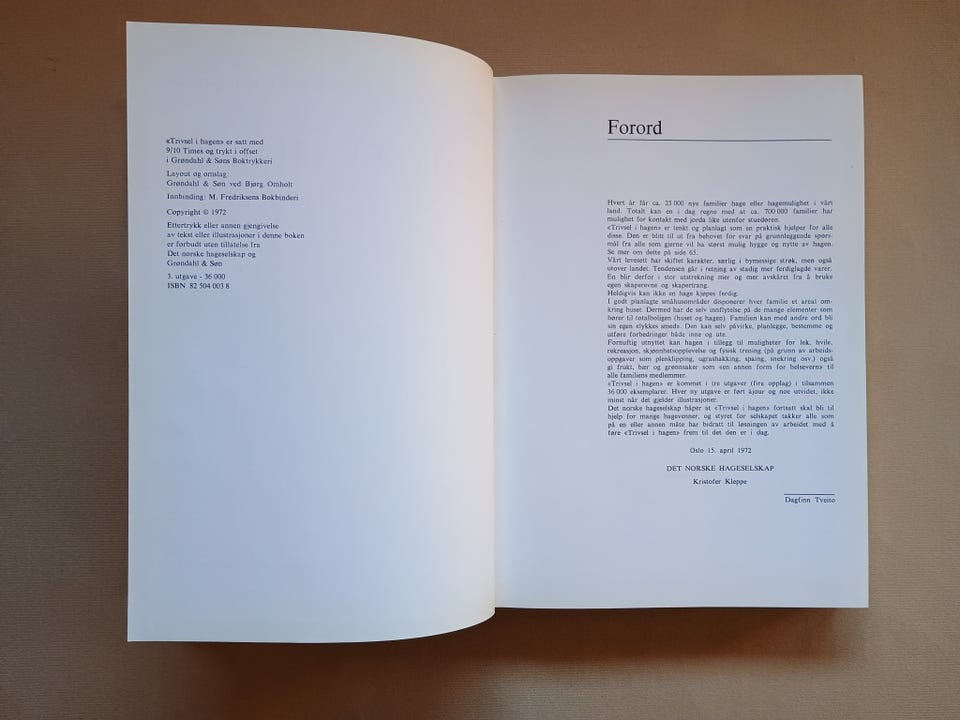 «Trivsel i hagen» er satt med
9/10 Times og trykt i offset
i Grøndahl & Søns Boktrykkeri
Layout og omslag:
Grøndahl & Søn ved Bjørg Omholt
Innbinding: M. Fredriksens Bokbinderi
Copyright © 1972
Ettertrykk eller annen gjengivelse
av tekst eller illustrasjoner i denne boken
er forbudt uten tillatelse fra
Det norske hageselskap og
Grøndahl & Søn
3. utgave - 36 000
ISBN 82 504 003 8
Forord
Hvert år får ca. 25 000 nye familier hage eller hagemulighet i vårt
land. Totalt kan en i dag regne med at ca. 700 000 familier har
mulighet for kontakt med jorda like utenfor stuedøren.
«Trivsel i hagen» er tenkt og planlagt som en praktisk hjelper for alle
disse. Den er blitt til ut fra behovet for svar på grunnleggende spørs-
mål fra alle som gjerne vil ha størst mulig hygge og nytte av hagen.
Se mer om dette på side 65.
Vårt levesett har skiftet karakter, særlig i bymessige strøk, men også
utover landet. Tendensen går i retning av stadig mer ferdiglagde varer.
En blir derfor i stor utstrekning mer og mer avskåret fra å bruke
egen skaperevne og skapertrang.
Heldigvis kan ikke en hage kjøpes ferdig.
I godt planlagte småhusområder hver familie et areal om-
kring huset. Dermed har de selv innflytelse på de mange elementer som
hører til totalboligen (huset og hagen). Familien kan med andre ord bli
sin egen «lykkes smed». Den kan selv påvirke, planlegge, bestemme og
utføre forbedringer både inne og ute.
Fornuftig utnyttet kan hagen i tillegg til muligheter for lek, hvile,
rekreasjon, skjønnhetsopplevelse og fysisk trening (på grunn av arbeids-
oppgaver som plenklipping, ugrashakking, spaing, snekring osv.) også
gi frukt, bær og grønnsaker som «en annen form for helsevern» til
alle familiens medlemmer.
«Trivsel i hagen» er kommet i tre utgaver (fire opplag) i tilsammen
36 000 eksemplarer. Hver ny utgave er ført ajour og noe utvidet, ikke
minst når det gjelder illustrasjoner.
Det norske hageselskap håper at «Trivsel i hagen» fortsatt skal bli til
hjelp for mange hagevenner, og styret for selskapet takker alle som
på en eller annen måte har bidratt til løsningen av arbeidet med å
føre «Trivsel i hagen» frem til det den er i dag.
Oslo 15. april 1972
DET NORSKE HAGESELSKAP
Kristofer Kleppe
Dagfinn Tveito